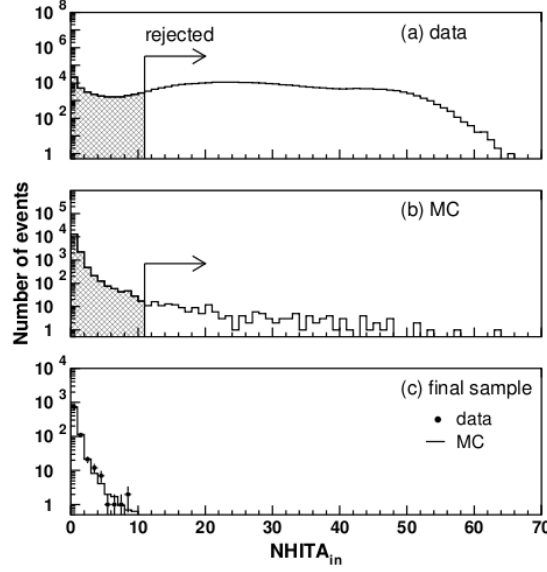 Number of events
10^8
10^6
10^4
10^2
1
rejected
(a) data
10^5
10^4
10^3
10^2
10
1
(b) MC
10^4
10^3
10^2
10
1
(c) final sample
data
MC
0 10 20 30 40 50 60 70
NHITA_in